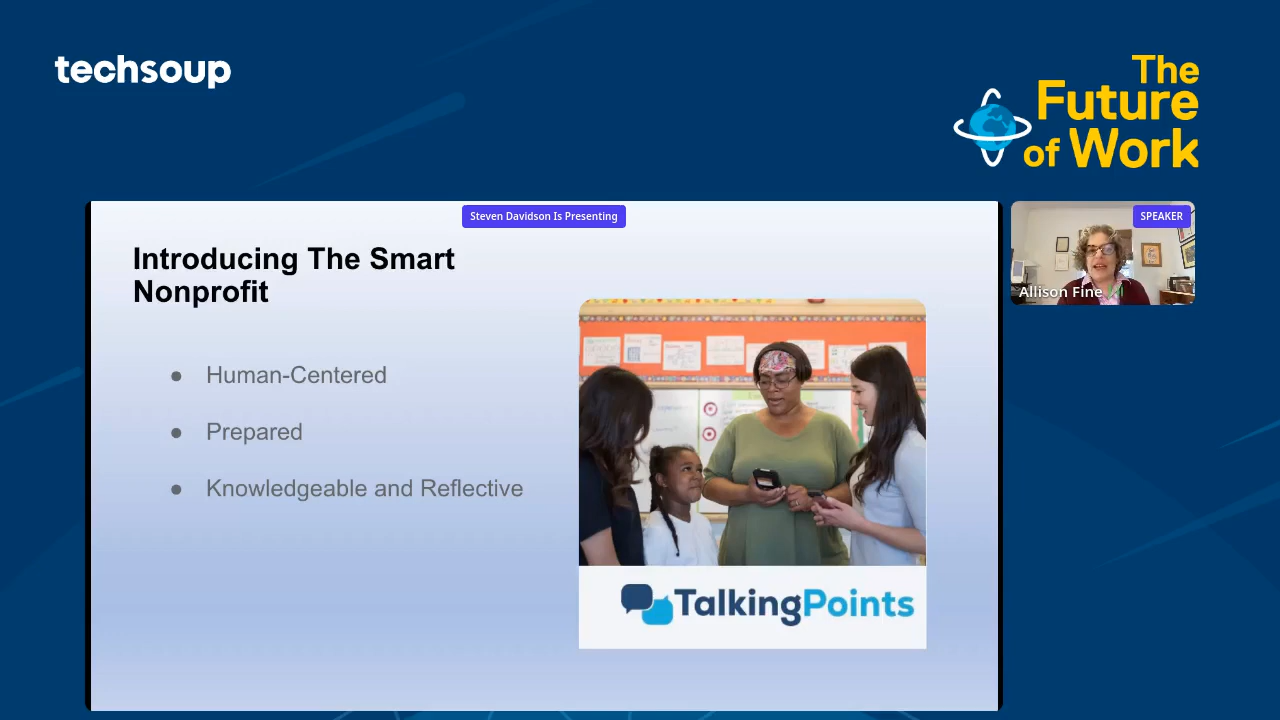 techsoup
The
Future
of Work
Steven Davidson Is Presenting
SPEAKER
Introducing The Smart
Nonprofit
Allison Fine
● Human-Centered
● Prepared
● Knowledgeable and Reflective
TalkingPoints